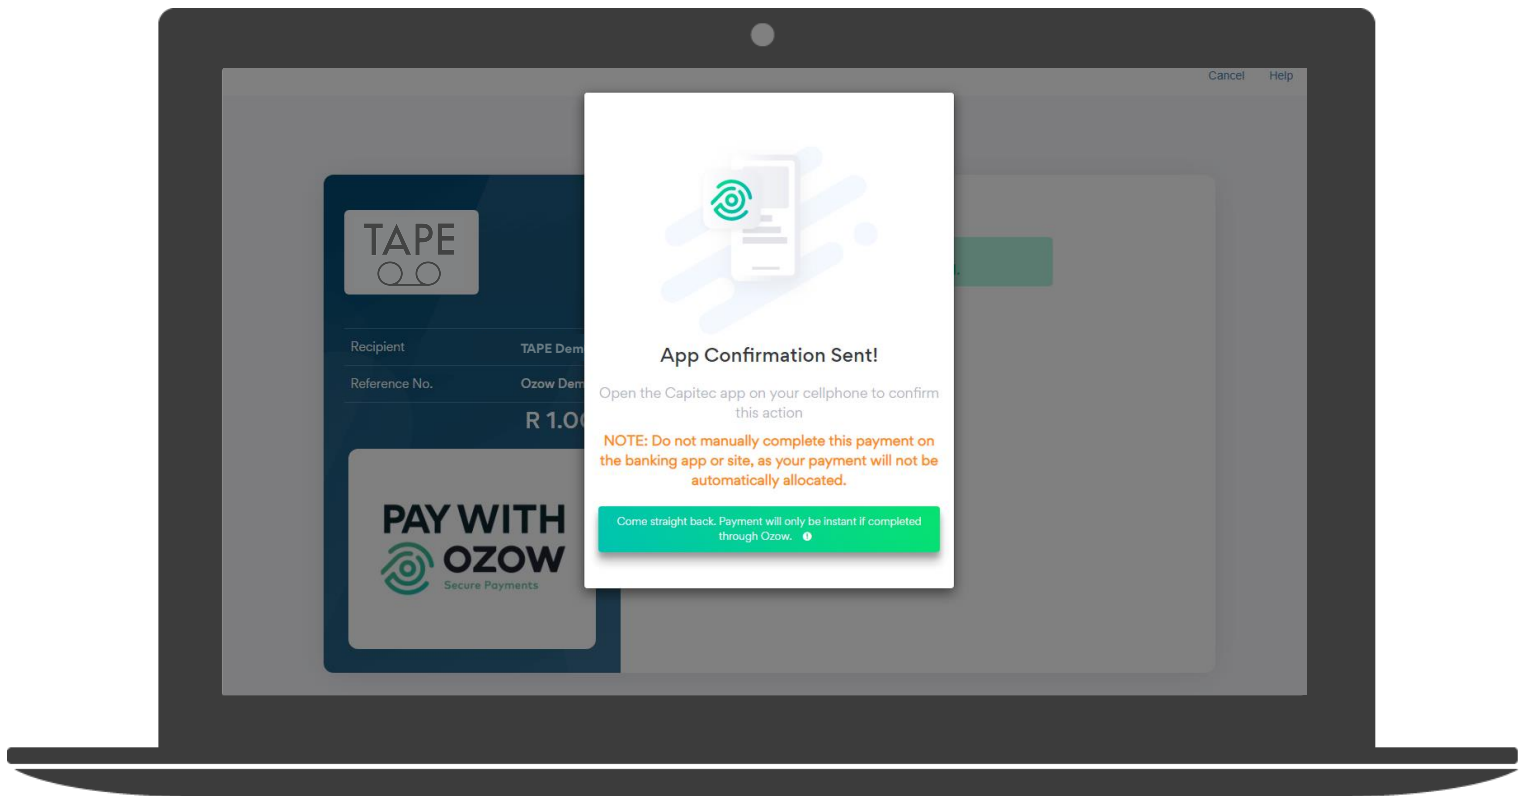 Cancel Help
TAPE
Recipient TAPE Dem
Reference No. Ozow Dem
R 1.0
PAY WITH
OZOW
Secure Payments
App Confirmation Sent!
Open the Capitec app on your cellphone to confirm
this action
NOTE: Do not manually complete this payment on
the banking app or site, as your payment will not be
automatically allocated.
Come straight back. Payment will only be instant if completed
through Ozow.